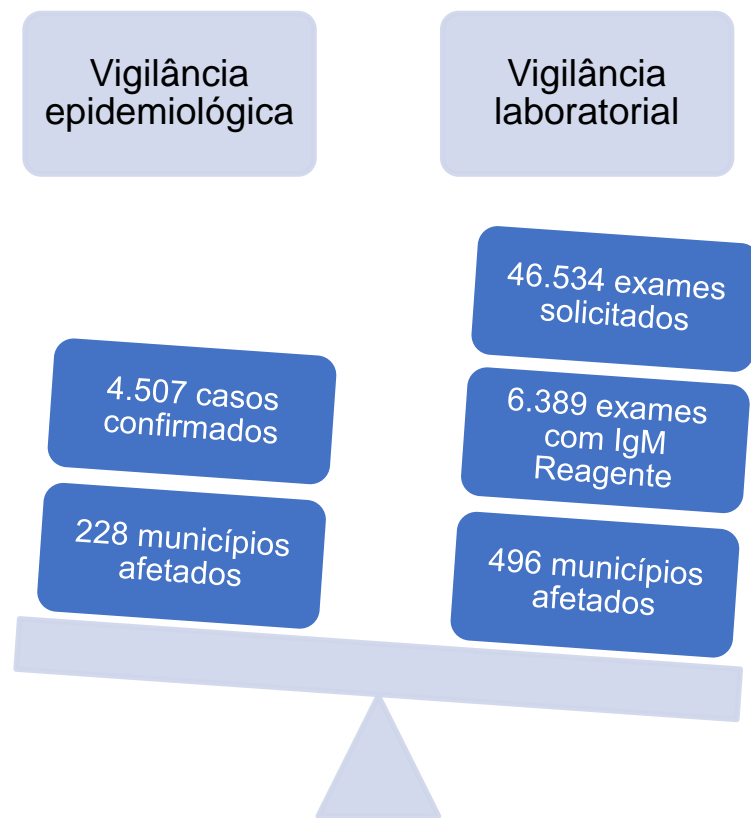 Vigilância
epidemiológica
4.507 casos
confirmados
228 municípios
afetados
Vigilância
laboratorial
46.534 exames
solicitados
6.389 exames
com IgM
Reagente
496 municípios
afetados